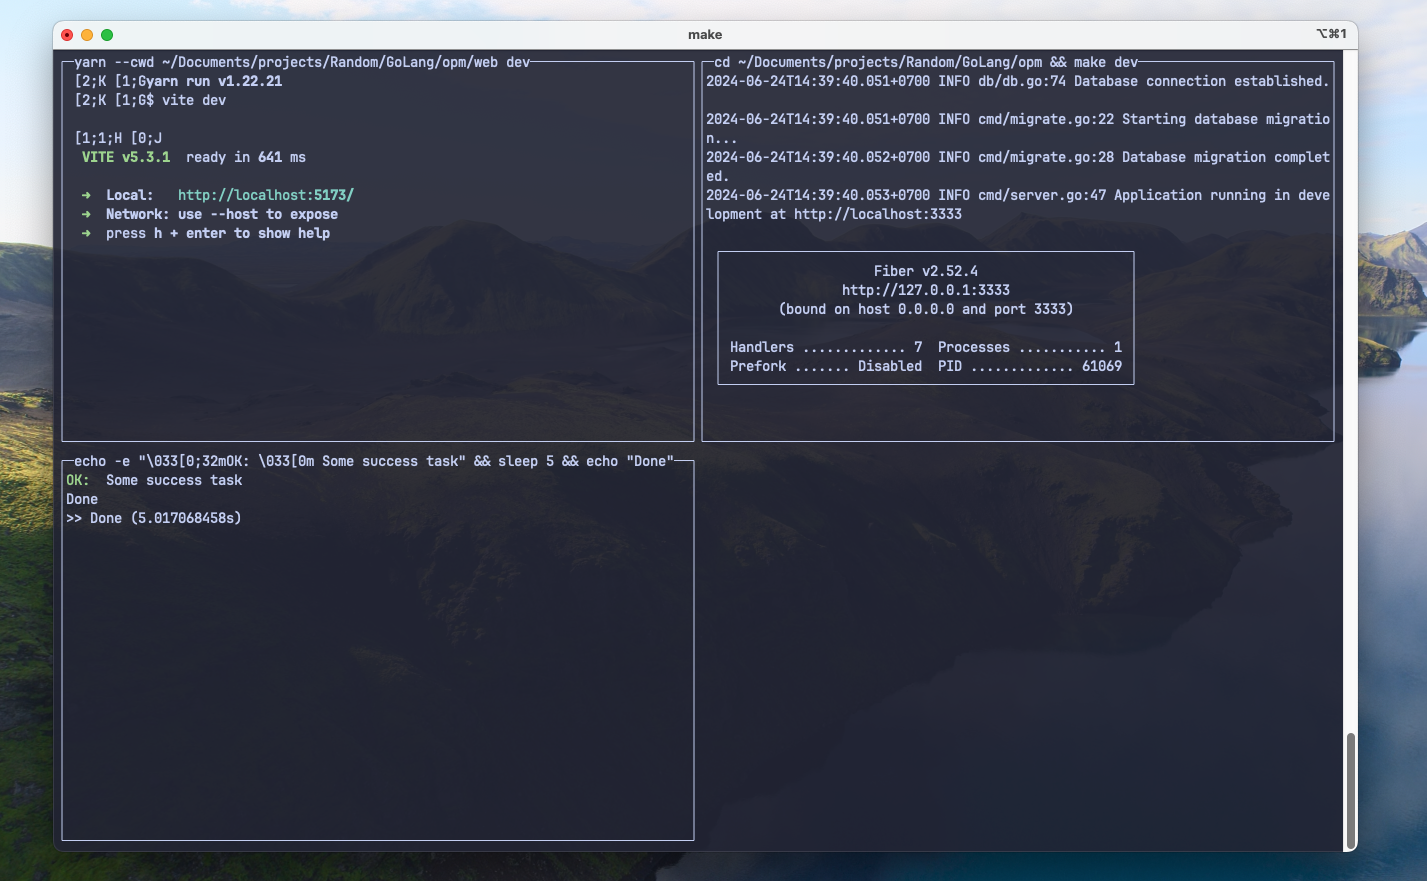 make
⌥⌘1
yarn --cwd ~/Documents/projects/Random/GoLang/opm/web dev
[2;K [1;Gyarn run v1.22.21
[2;K [1;G$ vite dev
[1;1;H [0;J
VITE v5.3.1  ready in 641 ms
➜  Local:   http://localhost:5173/
➜  Network: use --host to expose
➜  press h + enter to show help
cd ~/Documents/projects/Random/GoLang/opm && make dev
2024-06-24T14:39:40.051+0700 INFO db/db.go:74 Database connection established.
2024-06-24T14:39:40.051+0700 INFO cmd/migrate.go:22 Starting database migratio
n...
2024-06-24T14:39:40.052+0700 INFO cmd/migrate.go:28 Database migration complet
ed.
2024-06-24T14:39:40.053+0700 INFO cmd/server.go:47 Application running in deve
lopment at http://localhost:3333
Fiber v2.52.4
http://127.0.0.1:3333
(bound on host 0.0.0.0 and port 3333)
Handlers ............. 7  Processes ........... 1
Prefork ....... Disabled  PID ............. 61069
echo -e "\033[0;32mOK: \033[0m Some success task" && sleep 5 && echo "Done"
OK:  Some success task
Done
>> Done (5.017068458s)